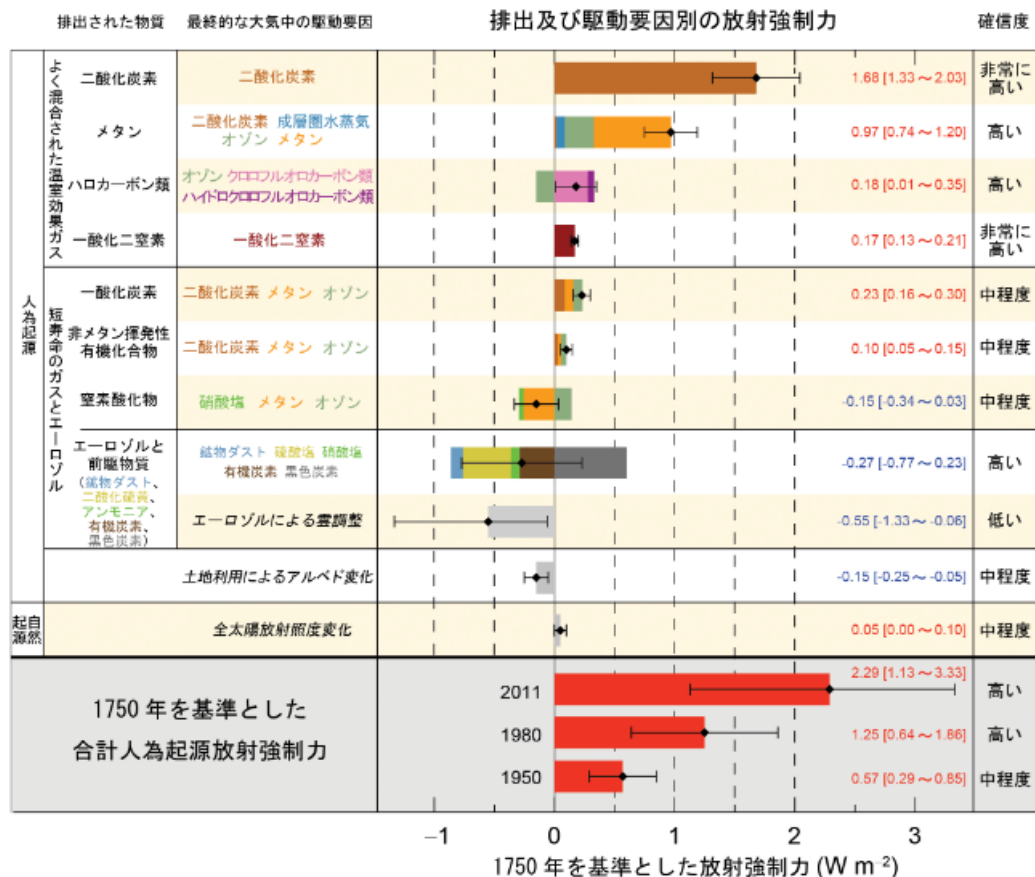 排出された物質 最終的な大気中の駆動要因 排出及び駆動要因別の放射強制力 確信度
人為起源
よく混合された温室効果ガス
二酸化炭素 二酸化炭素 1.68 [1.33～2.03] 非常に
高い
メタン 二酸化炭素 成層圏水蒸気
オゾン メタン 0.97 [0.74～1.20] 高い
ハロカーボン類 オゾン クロロフルオロカーボン類
ハイドロクロロフルオロカーボン類 0.18 [0.01～0.35] 高い
一酸化二窒素 一酸化二窒素 0.17 [0.13～0.21] 非常に
高い
短寿命のガスとエーロゾル
一酸化炭素 二酸化炭素 メタン オゾン 0.23 [0.16～0.30] 中程度
非メタン揮発性
有機化合物 二酸化炭素 メタン オゾン 0.10 [0.05～0.15] 中程度
窒素酸化物 硝酸塩 メタン オゾン -0.15 [-0.34～0.03] 中程度
エーロゾルと
前駆物質
(鉱物ダスト、
二酸化硫黄、
アンモニア、
有機炭素、
黒色炭素)
鉱物ダスト 硫酸塩 硝酸塩
有機炭素 黒色炭素 -0.27 [-0.77～0.23] 高い
エーロゾルによる雲調整 -0.55 [-1.33～-0.06] 低い
土地利用によるアルベド変化 -0.15 [-0.25～-0.05] 中程度
自然起源
全太陽放射照度変化 0.05 [0.00～0.10] 中程度
1750 年を基準とした
合計人為起源放射強制力
2011 2.29 [1.13～3.33] 高い
1980 1.25 [0.64～1.86] 高い
1950 0.57 [0.29～0.85] 中程度
−1 0 1 2 3
1750 年を基準とした放射強制力 (W m⁻²)